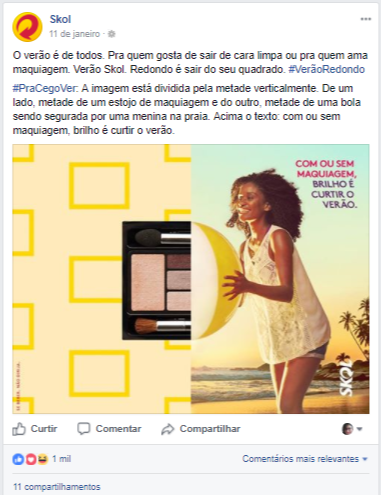 Skol
11 de janeiro ·
O verão é de todos. Pra quem gosta de sair de cara limpa ou pra quem ama
maquiagem. Verão Skol. Redondo é sair do seu quadrado. #VerãoRedondo
#PraCegoVer: A imagem está dividida pela metade verticalmente. De um
lado, metade de um estojo de maquiagem e do outro, metade de uma bola
sendo segurada por uma menina na praia. Acima o texto: com ou sem
maquiagem, brilho é curtir o verão.
COM OU SEM
MAQUIAGEM,
BRILHO É
CURTIR O
VERÃO.
SKOL
Curtir Comentar Compartilhar
1 mil Comentários mais relevantes
11 compartilhamentos